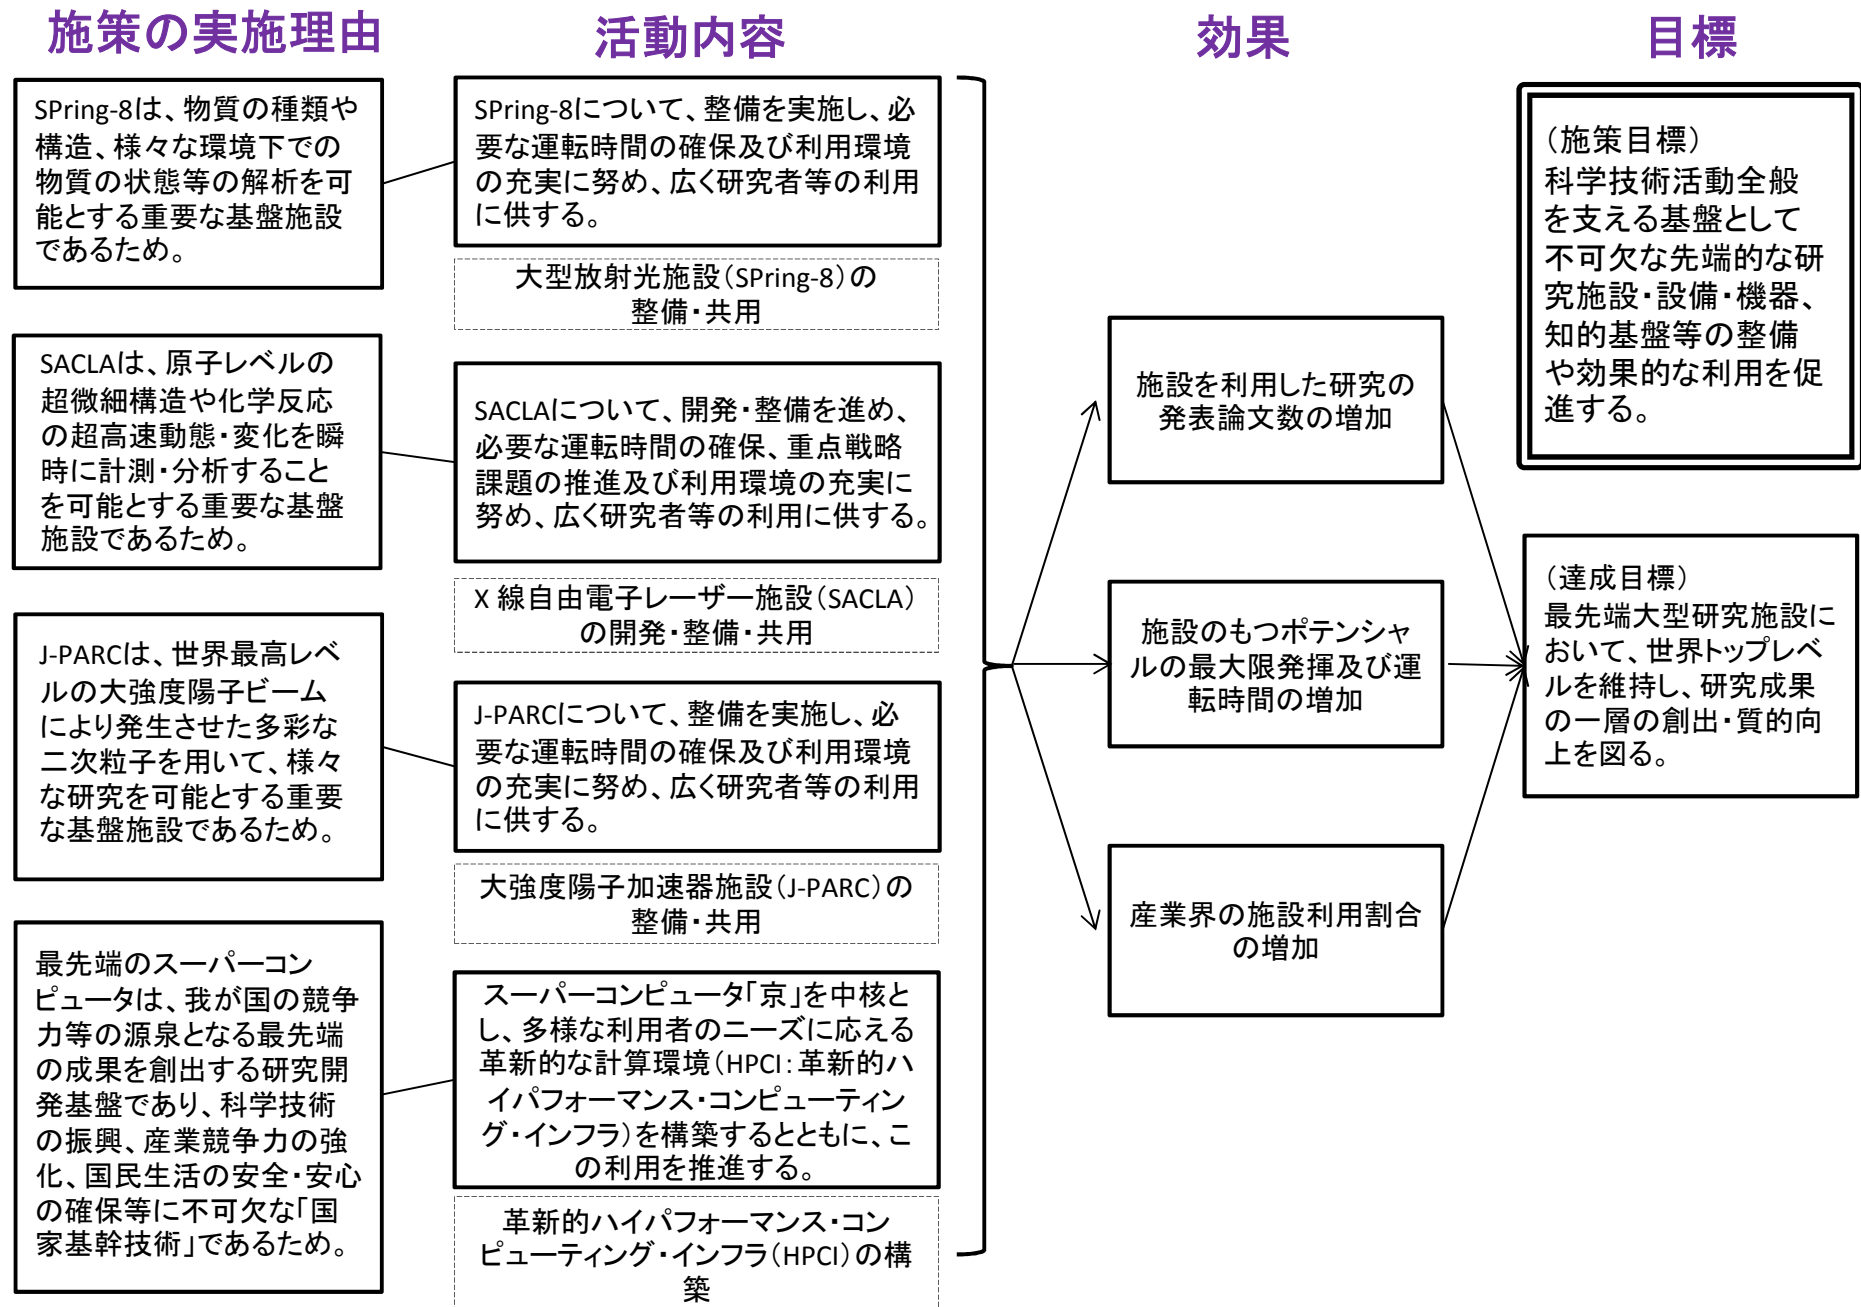 施策の実施理由
活動内容
効果
目標
SPring-8は、物質の種類や
構造、様々な環境下での
物質の状態等の解析を可
能とする重要な基盤施設
であるため。
SACLAは、原子レベルの
超微細構造や化学反応
の超高速動態・変化を瞬
時に計測・分析すること
を可能とする重要な基盤
施設であるため。
J-PARCは、世界最高レベ
ルの大強度陽子ビーム
により発生させた多彩な
二次粒子を用いて、様々
な研究を可能とする重要
な基盤施設であるため。
最先端のスーパーコン
ピュータは、我が国の競争
力等の源泉となる最先端
の成果を創出する研究開
発基盤であり、科学技術
の振興、産業競争力の強
化、国民生活の安全・安心
の確保等に不可欠な「国
家基幹技術」であるため。
SPring-8について、整備を実施し、必
要な運転時間の確保及び利用環境
の充実に努め、広く研究者等の利用
に供する。
大型放射光施設（SPring-8）の
整備・共用
SACLAについて、開発・整備を進め、
必要な運転時間の確保、重点戦略
課題の推進及び利用環境の充実に
努め、広く研究者等の利用に供する。
X 線自由電子レーザー施設（SACLA）
の開発・整備・共用
J-PARCについて、整備を実施し、必
要な運転時間の確保及び利用環境
の充実に努め、広く研究者等の利用
に供する。
大強度陽子加速器施設（J-PARC）の
整備・共用
スーパーコンピュータ「京」を中核と
し、多様な利用者のニーズに応える
革新的な計算環境（HPCI：革新的ハ
イパフォーマンス・コンピューティン
グ・インフラ）を構築するとともに、こ
の利用を推進する。
革新的ハイパフォーマンス・コン
ピューティング・インフラ（HPCI）の構
築
施設を利用した研究の
発表論文数の増加
施設のもつポテンシャ
ルの最大限発揮及び運
転時間の増加
産業界の施設利用割合
の増加
（施策目標）
科学技術活動全般
を支える基盤として
不可欠な先端的な研
究施設・設備・機器、
知的基盤等の整備
や効果的な利用を促
進する。
（達成目標）
最先端大型研究施設に
おいて、世界トップレベ
ルを維持し、研究成果
の一層の創出・質的向
上を図る。